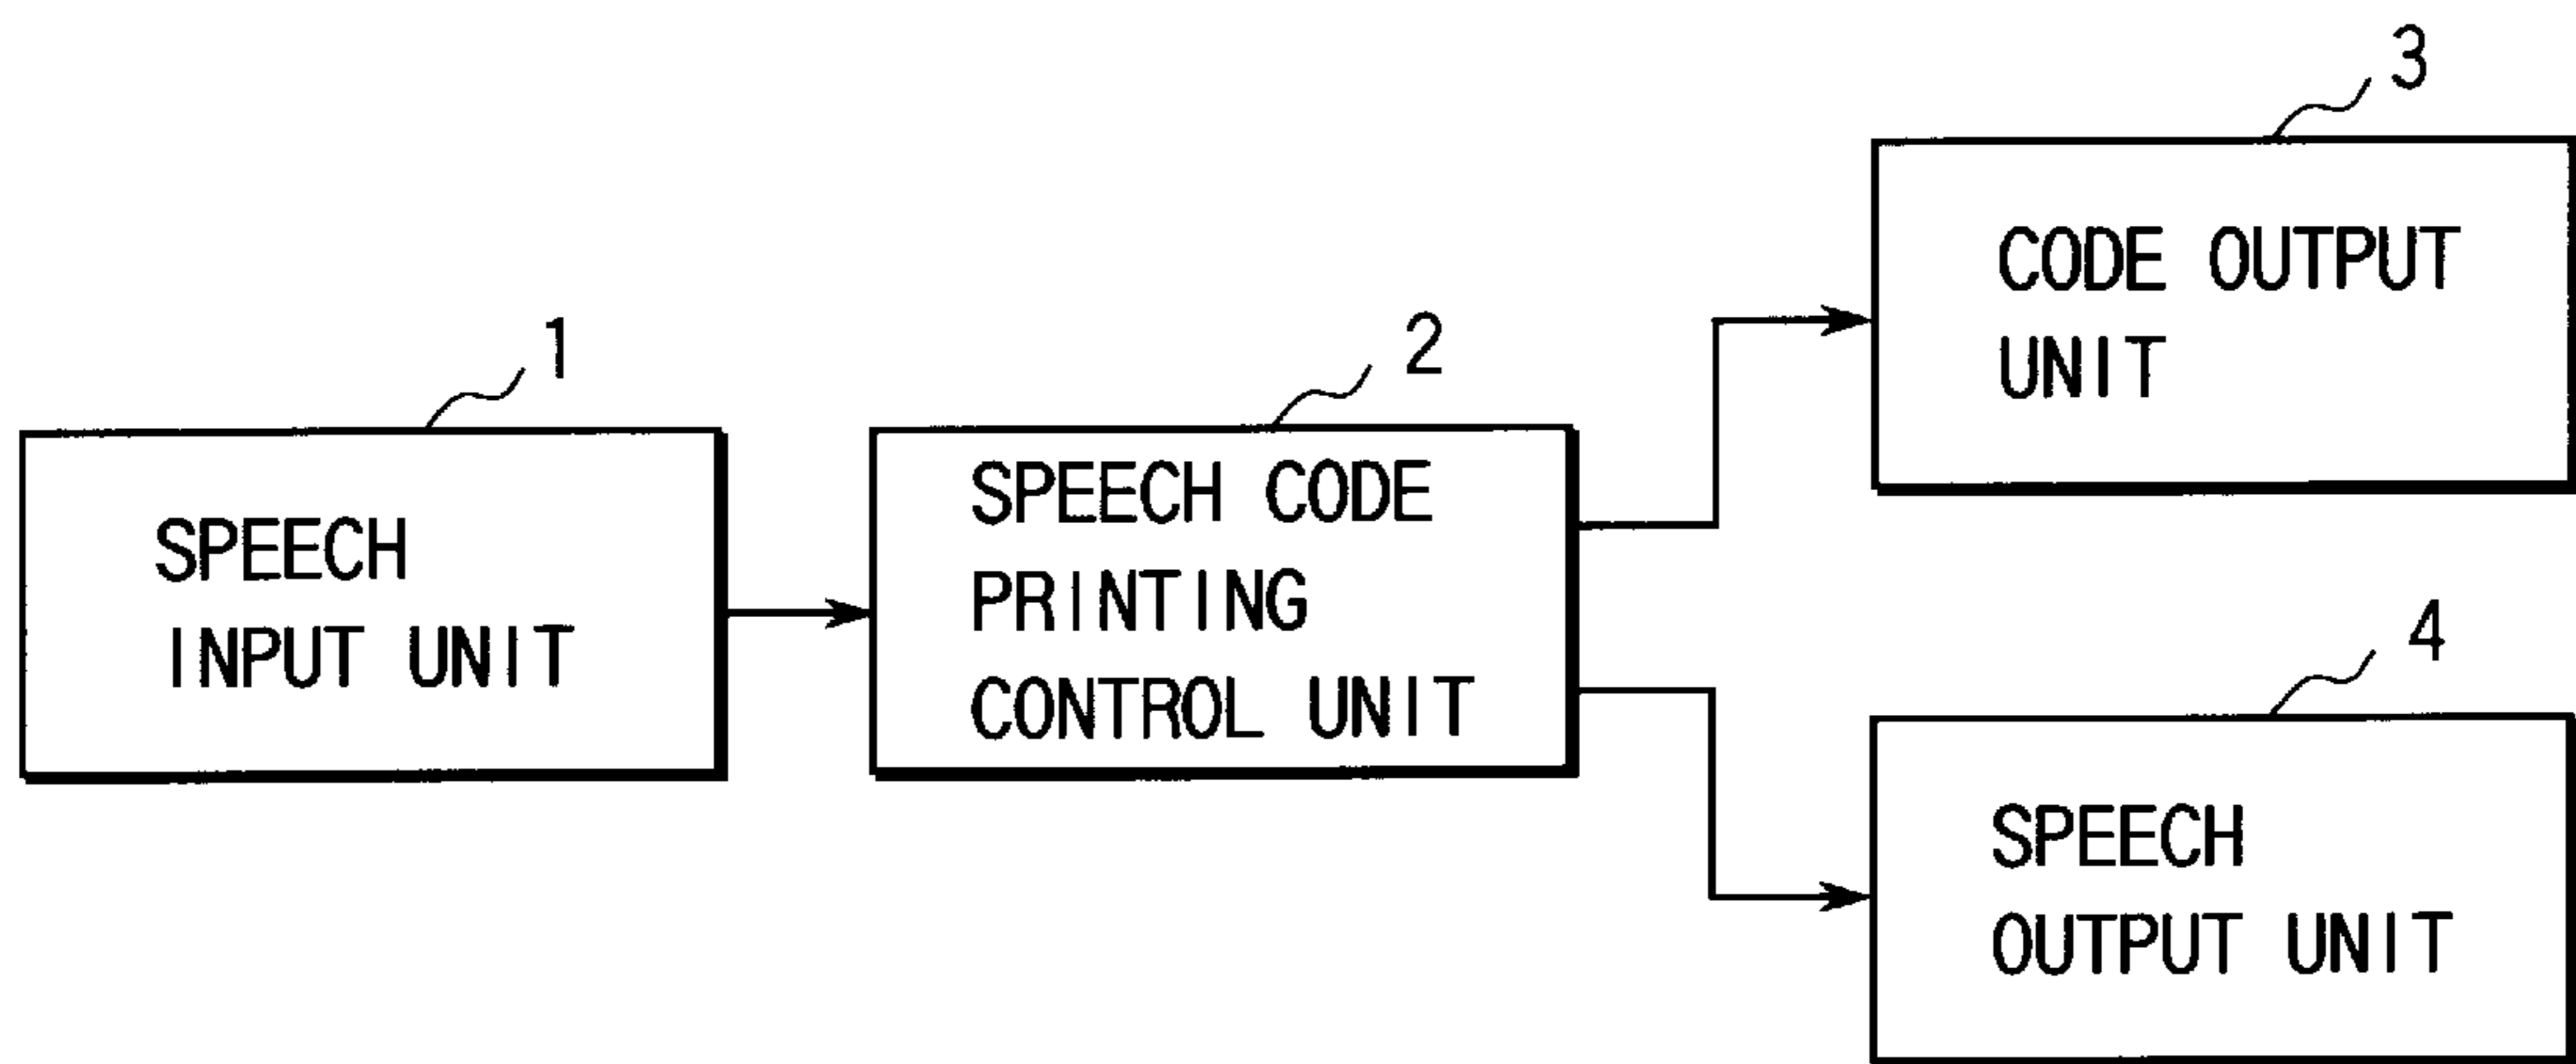 1
SPEECH
INPUT UNIT
2
SPEECH CODE
PRINTING
CONTROL UNIT
3
CODE OUTPUT
UNIT
4
SPEECH
OUTPUT UNIT